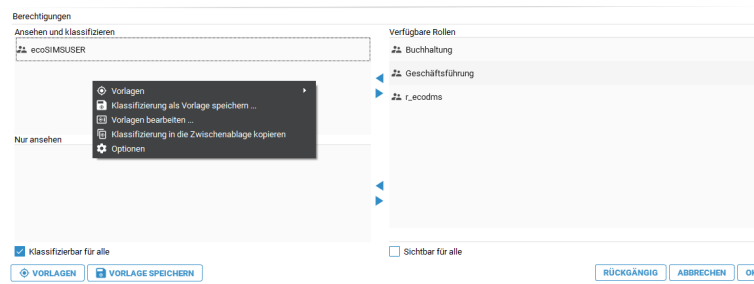 Berechtigungen
Ansehen und klassifizieren
Verfügbare Rollen
ecoSIMSUSER
Buchhaltung
Geschäftsführung
r_ecodms
Vorlagen
Klassifizierung als Vorlage speichern ...
Vorlagen bearbeiten ...
Klassifizierung in die Zwischenablage kopieren
Optionen
Nur ansehen
Klassifizierbar für alle
Sichtbar für alle
VORLAGEN
VORLAGE SPEICHERN
RÜCKGÄNGIG
ABBRECHEN